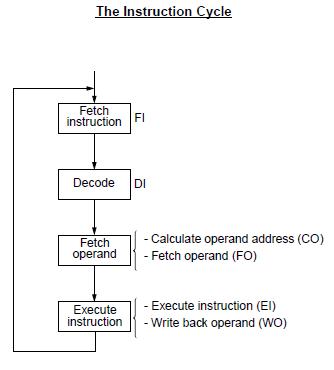 The Instruction Cycle
Fetch
instruction
FI
Decode
DI
Fetch
operand
- Calculate operand address (CO)
- Fetch operand (FO)
Execute
instruction
- Execute instruction (EI)
- Write back operand (WO)